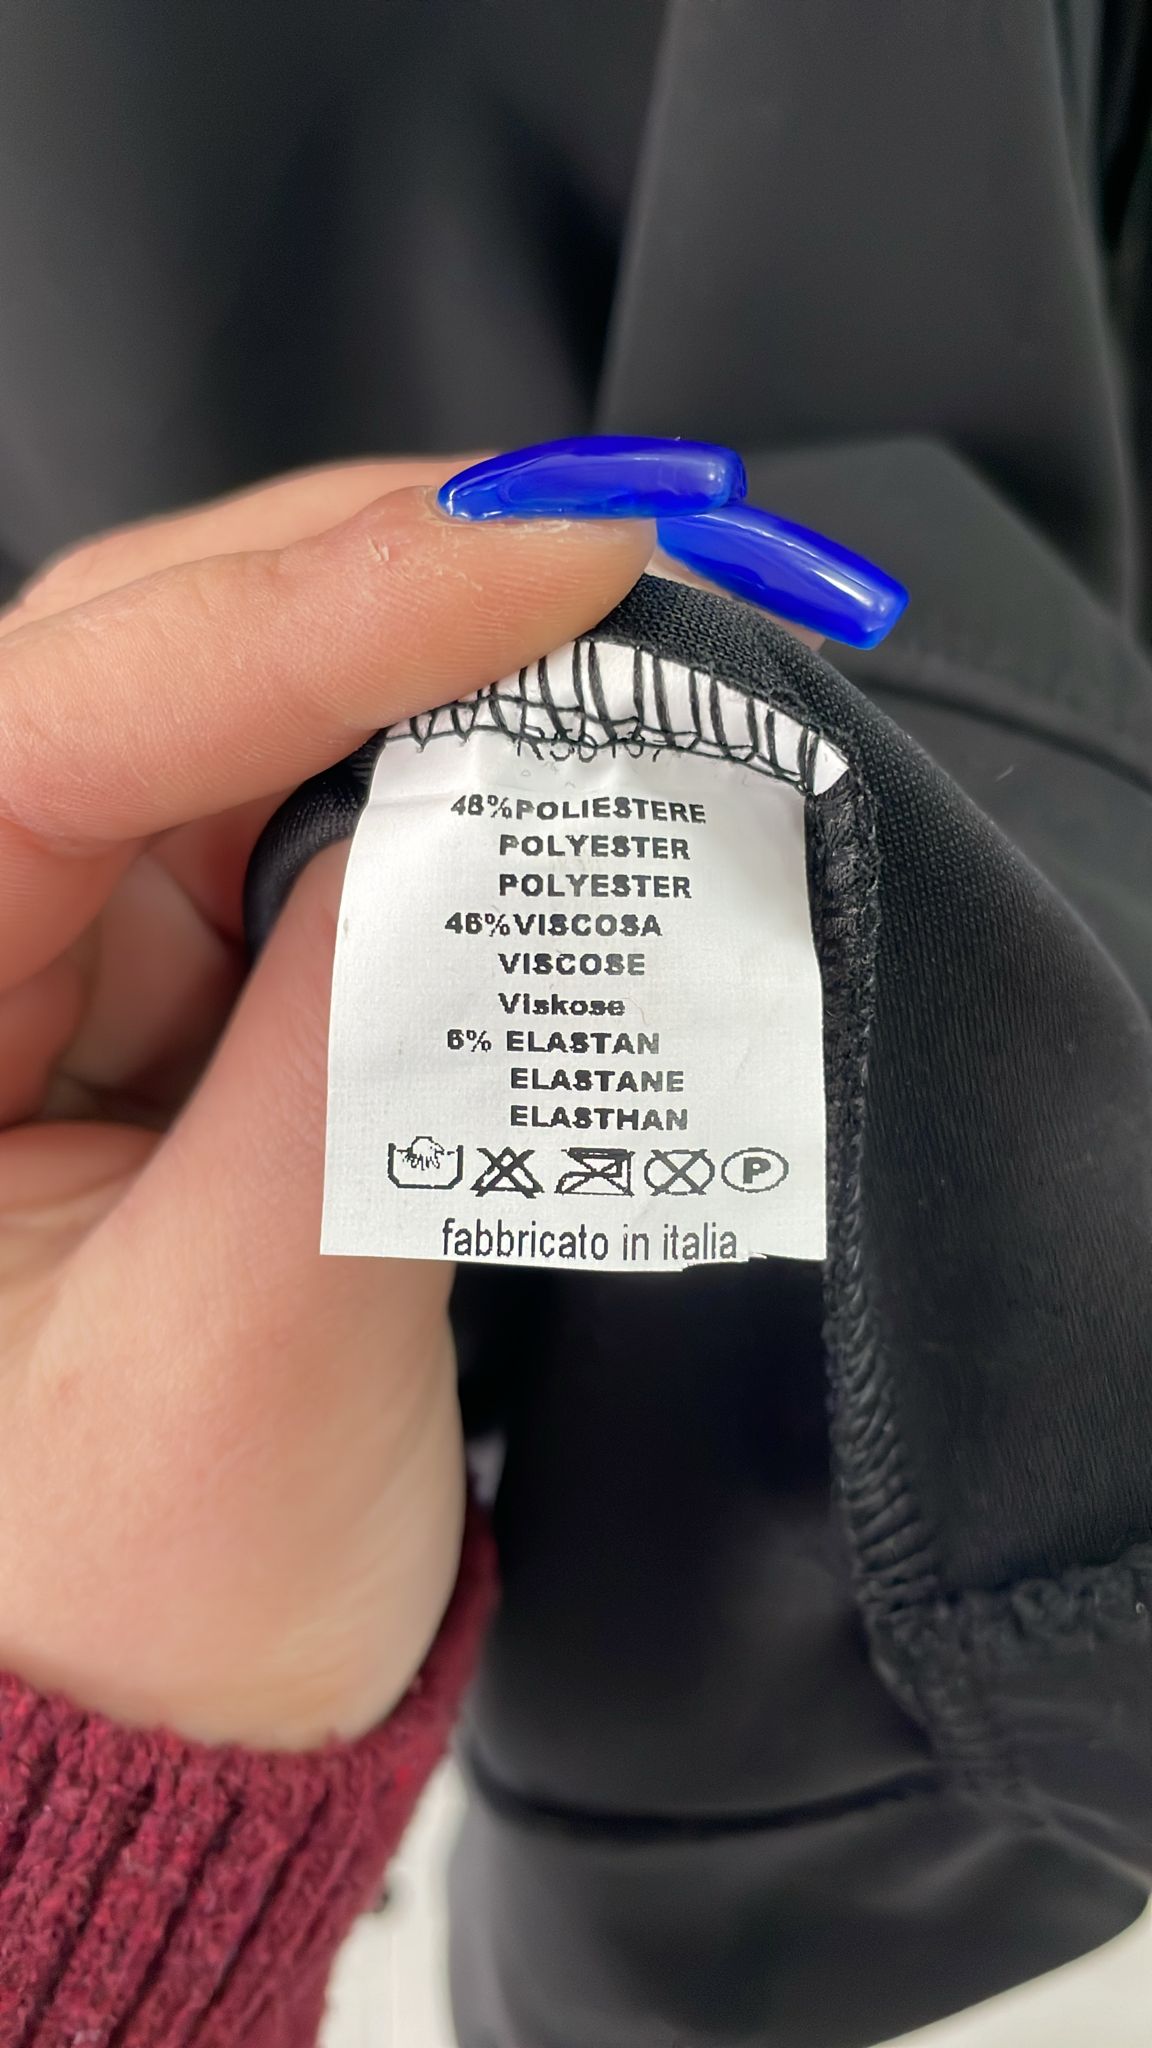 48%POLIESTERE
POLYESTER
POLYESTER
46%VISCOSA
VISCOSE
Viskose
6% ELASTAN
ELASTANE
ELASTHAN
P
fabbricato in italia